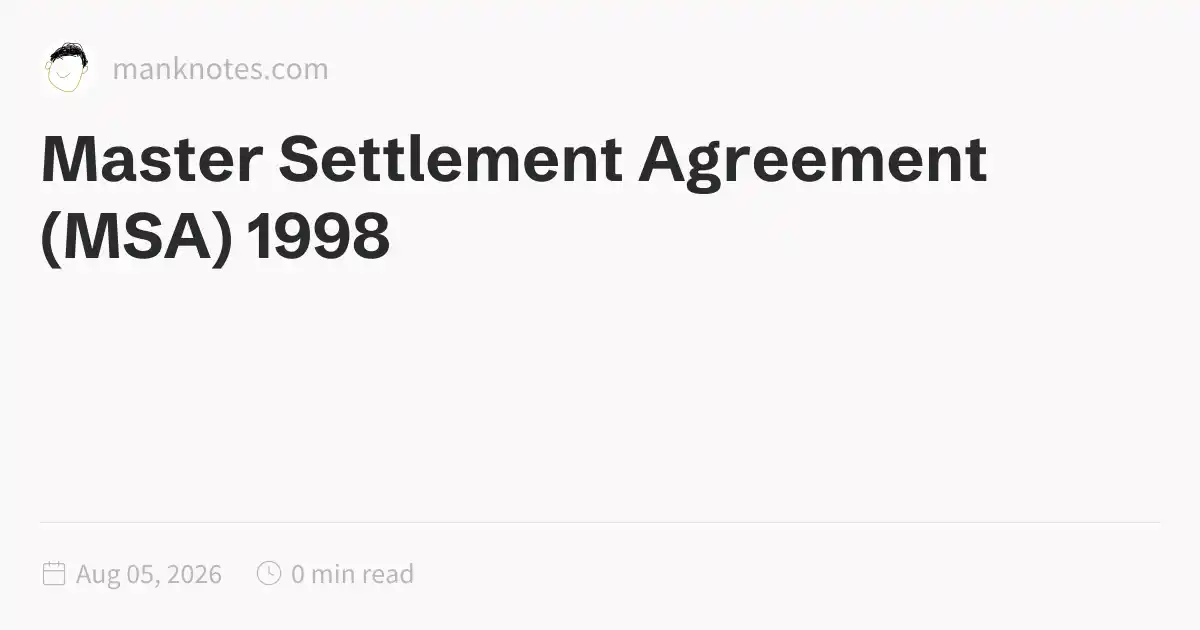 manknotes.com
Master Settlement Agreement
(MSA) 1998
Aug 05, 2026 0 min read